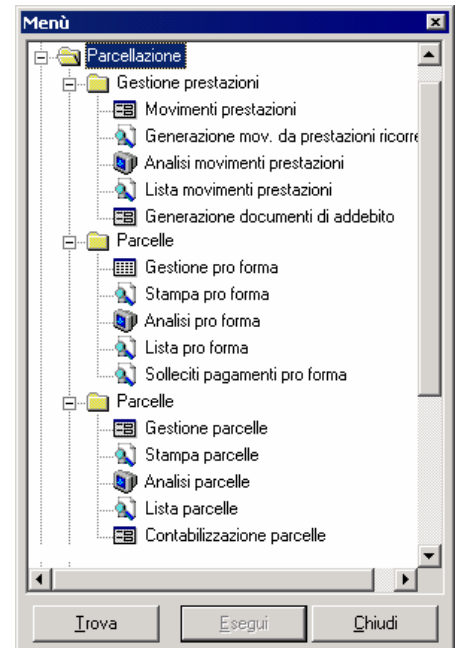 Menù
Parcellazione
Gestione prestazioni
Movimenti prestazioni
Generazione mov. da prestazioni ricorre
Analisi movimenti prestazioni
Lista movimenti prestazioni
Generazione documenti di addebito
Parcelle
Gestione pro forma
Stampa pro forma
Analisi pro forma
Lista pro forma
Solleciti pagamenti pro forma
Parcelle
Gestione parcelle
Stampa parcelle
Analisi parcelle
Lista parcelle
Contabilizzazione parcelle
Trova Esegui Chiudi